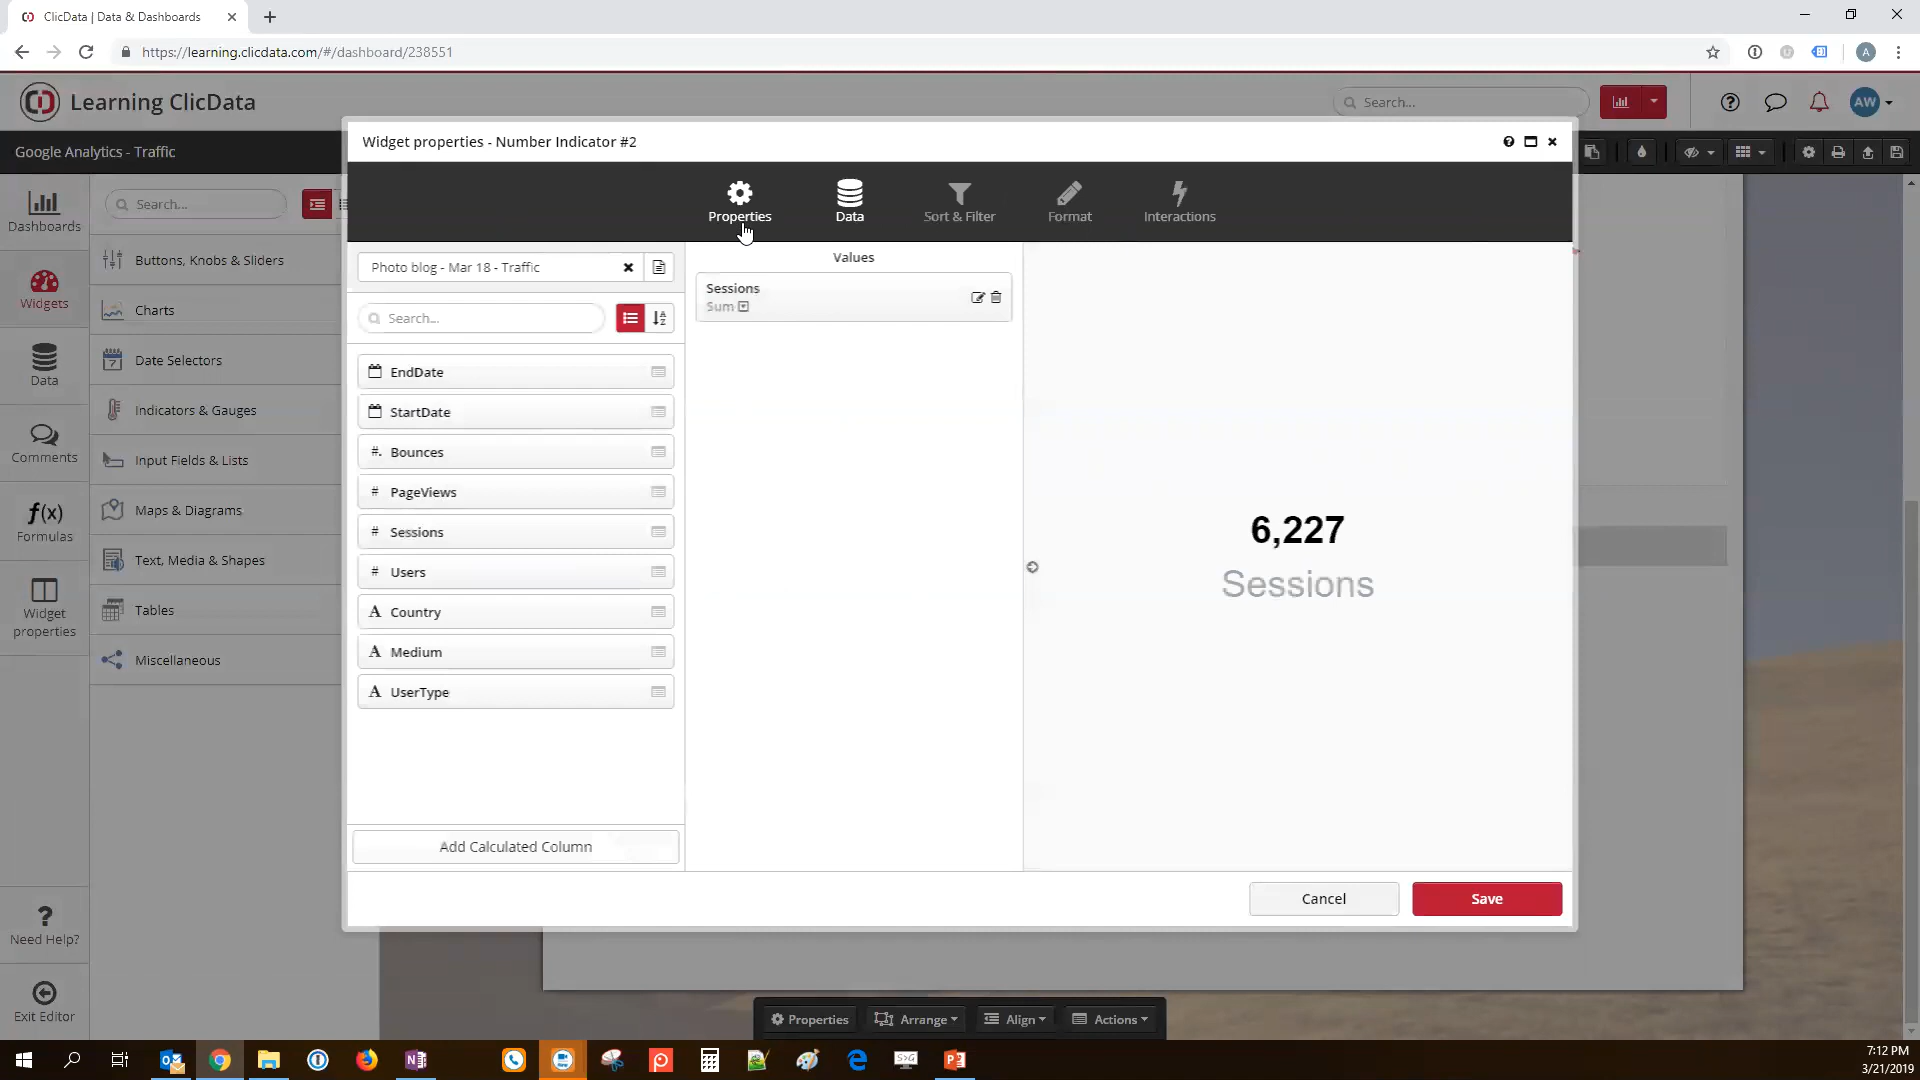 ClicData | Data & Dashboards
https://learning.clicdata.com/#/dashboard/238551
A
Learning ClicData
Search...
AW
Google Analytics - Traffic
Widget properties - Number Indicator #2
Dashboards
Widgets
Data
Comments
f(x)
Formulas
Widget
properties
Need Help?
Exit Editor
Search...
Buttons, Knobs & Sliders
Charts
Date Selectors
Indicators & Gauges
Input Fields & Lists
Maps & Diagrams
Text, Media & Shapes
Tables
Miscellaneous
Properties
Data
Sort & Filter
Format
Interactions
Photo blog - Mar 18 - Traffic
Search...
EndDate
StartDate
#. Bounces
# PageViews
# Sessions
# Users
A Country
A Medium
A UserType
Add Calculated Column
Values
Sessions
Sum
6,227
Sessions
Cancel
Save
Properties
Arrange
Align
Actions
7:12 PM
3/21/2019